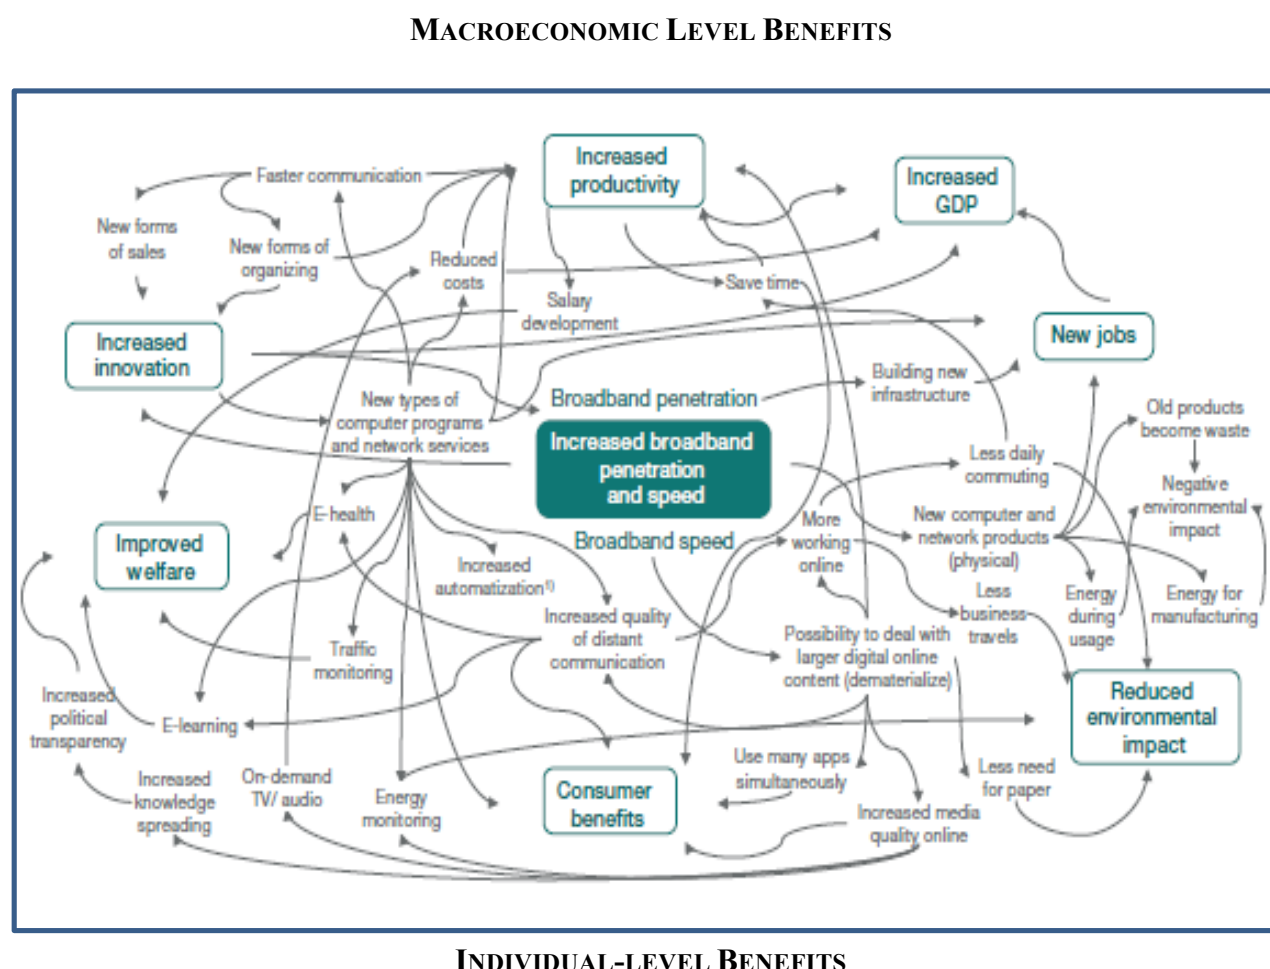 MACROECONOMIC LEVEL BENEFITS
Increased
productivity
Increased
GDP
Faster communication
New forms
of sales
New forms of
organizing
Reduced
costs
Save time
Salary
development
Increased
innovation
New jobs
New types of
computer programs
and network services
Broadband penetration
Building new
infrastructure
Increased broadband
penetration
and speed
Old products
become waste
Less daily
commuting
Negative
environmental
impact
E-health
Improved
welfare
Broadband speed
More
working
online
New computer and
network products
(physical)
Increased
automatization¹⁾
Less
business
travels
Energy
during
usage
Energy for
manufacturing
Increased quality
of distant
communication
Possibility to deal with
larger digital online
content (dematerialize)
Traffic
monitoring
Increased
political
transparency
E-learning
Reduced
environmental
impact
Increased
knowledge
spreading
On-demand
TV/ audio
Energy
monitoring
Consumer
benefits
Use many apps
simultaneously
Less need
for paper
Increased media
quality online
INDIVIDUAL-LEVEL BENEFITS